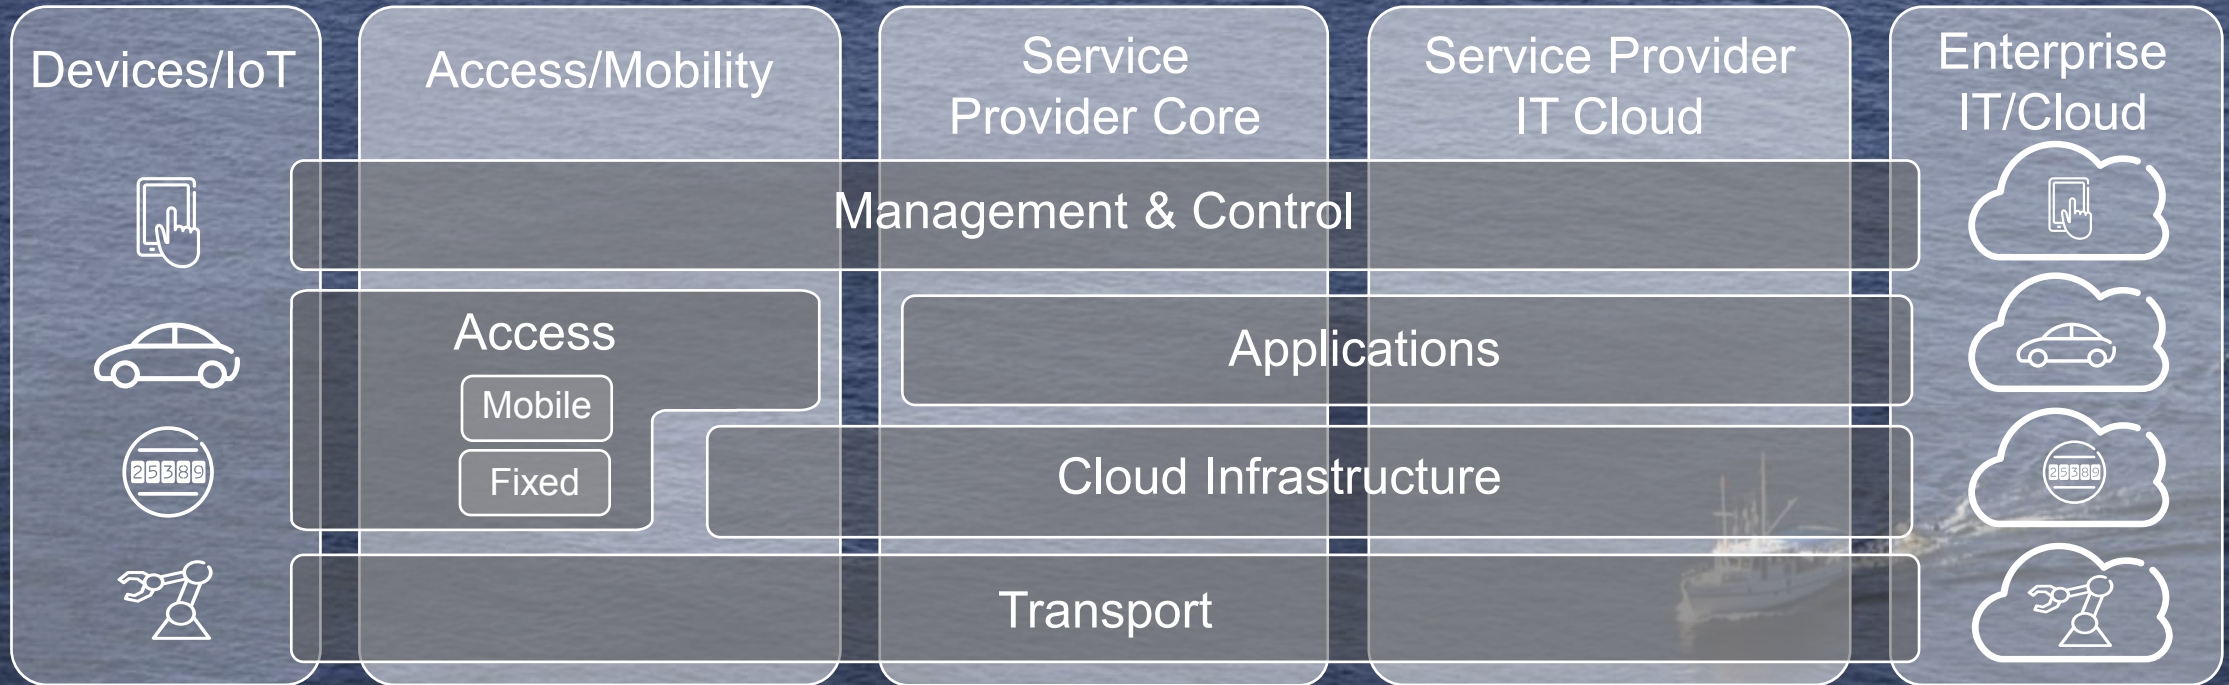 Devices/IoT
Access/Mobility
Service
Provider Core
Service Provider
IT Cloud
Enterprise
IT/Cloud
Management & Control
Access
Mobile
Fixed
Applications
25389
Cloud Infrastructure
25389
Transport